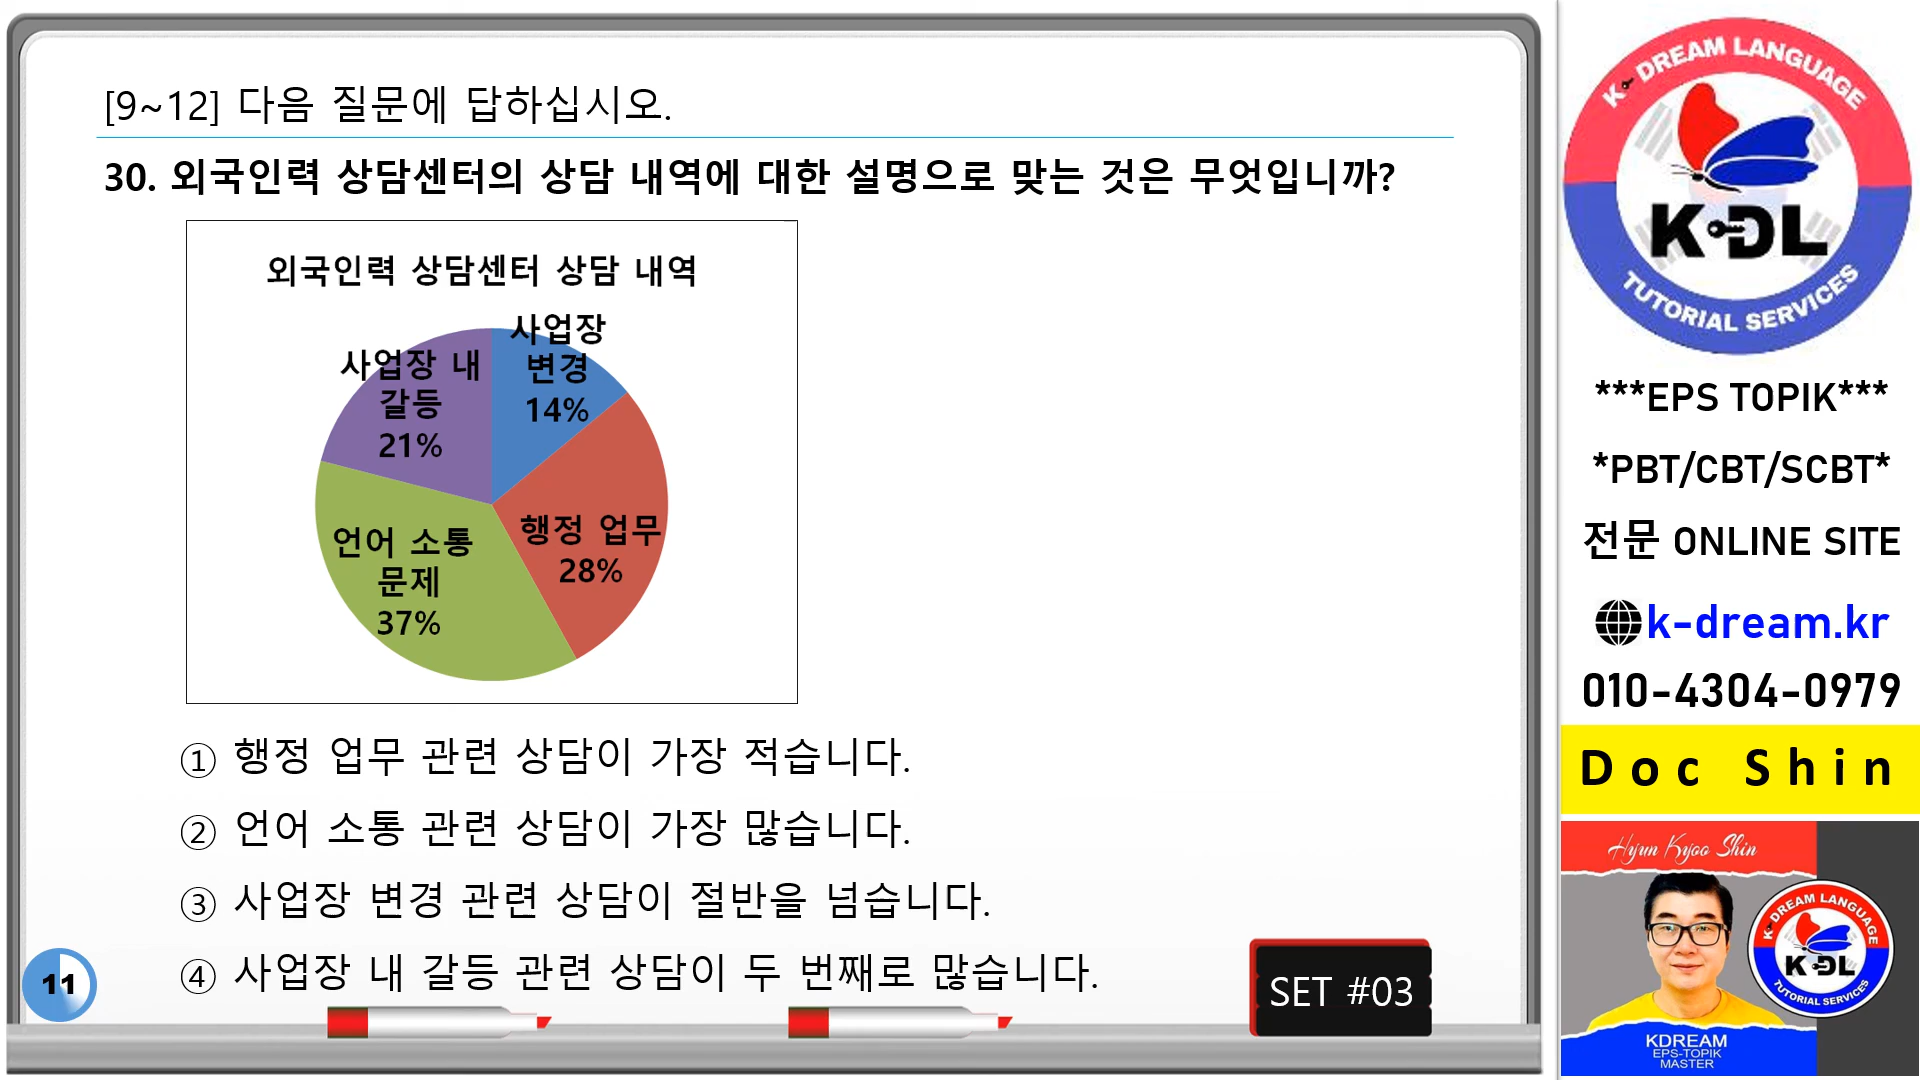 [9~12] 다음 질문에 답하십시오.
30. 외국인력 상담센터의 상담 내역에 대한 설명으로 맞는 것은 무엇입니까?
외국인력 상담센터 상담 내역
사업장
변경
14%
사업장 내
갈등
21%
행정 업무
28%
언어 소통
문제
37%
① 행정 업무 관련 상담이 가장 적습니다.
② 언어 소통 관련 상담이 가장 많습니다.
③ 사업장 변경 관련 상담이 절반을 넘습니다.
④ 사업장 내 갈등 관련 상담이 두 번째로 많습니다.
11
SET #03
K-DREAM LANGUAGE
K-DL
TUTORIAL SERVICES
***EPS TOPIK***
*PBT/CBT/SCBT*
전문 ONLINE SITE
k-dream.kr
010-4304-0979
Doc Shin
Hyun Kyoo Shin
K-DREAM LANGUAGE
K-DL
TUTORIAL SERVICES
KDREAM
EPS-TOPIK
MASTER